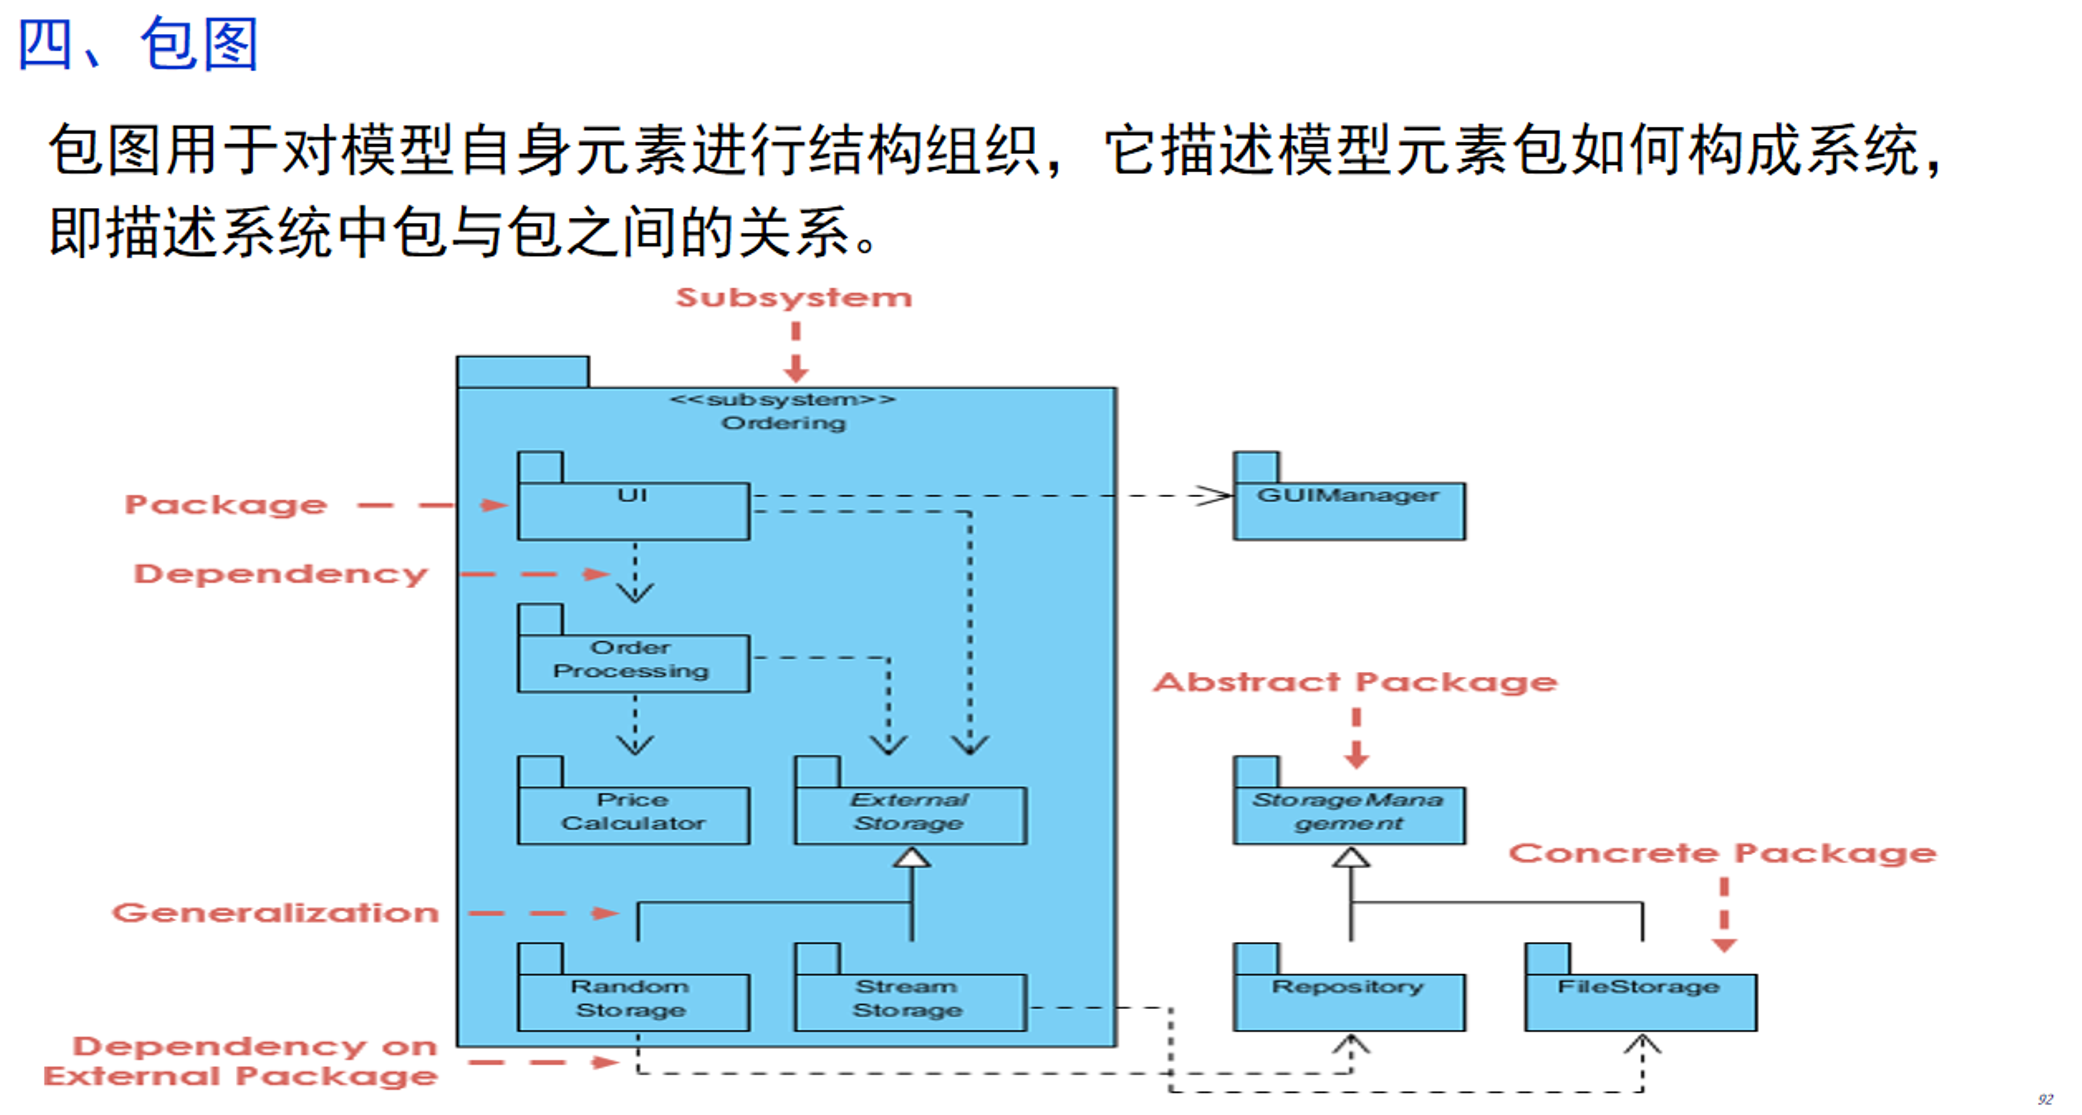 四、包图
包图用于对模型自身元素进行结构组织，它描述模型元素包如何构成系统，
即描述系统中包与包之间的关系。
Subsystem
<<subsystem>>
Ordering
Package
UI
GUIManager
Dependency
Order
Processing
Abstract Package
Price
Calculator
External
Storage
StorageMana
gement
Concrete Package
Generalization
Random
Storage
Stream
Storage
Repository
FileStorage
Dependency on
External Package
92